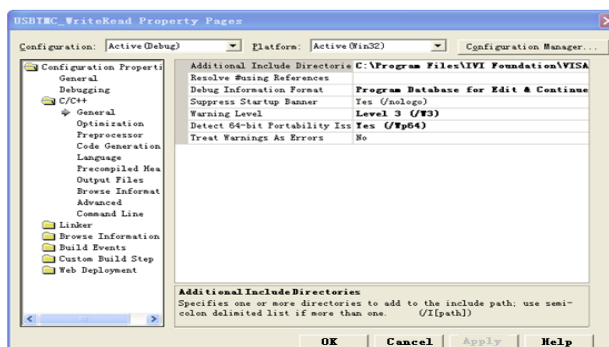 USBTMC_WriteRead Property Pages
Configuration: Active(Debug) Platform: Active(Win32) Configuration Manager...
Configuration Properti
General
Debugging
C/C++
General
Optimization
Preprocessor
Code Generation
Language
Precompiled Hea
Output Files
Browse Informat
Advanced
Command Line
Linker
Browse Information
Build Events
Custom Build Step
Web Deployment
Additional Include Directorie C:\Program Files\IVI Foundation\VISA
Resolve #using References
Debug Information Format Program Database for Edit & Continue
Suppress Startup Banner Yes (/nologo)
Warning Level Level 3 (/W3)
Detect 64-bit Portability Iss Yes (/Wp64)
Treat Warnings As Errors No
Additional Include Directories
Specifies one or more directories to add to the include path; use semi-
colon delimited list if more than one. (/I[path])
OK Cancel Apply Help